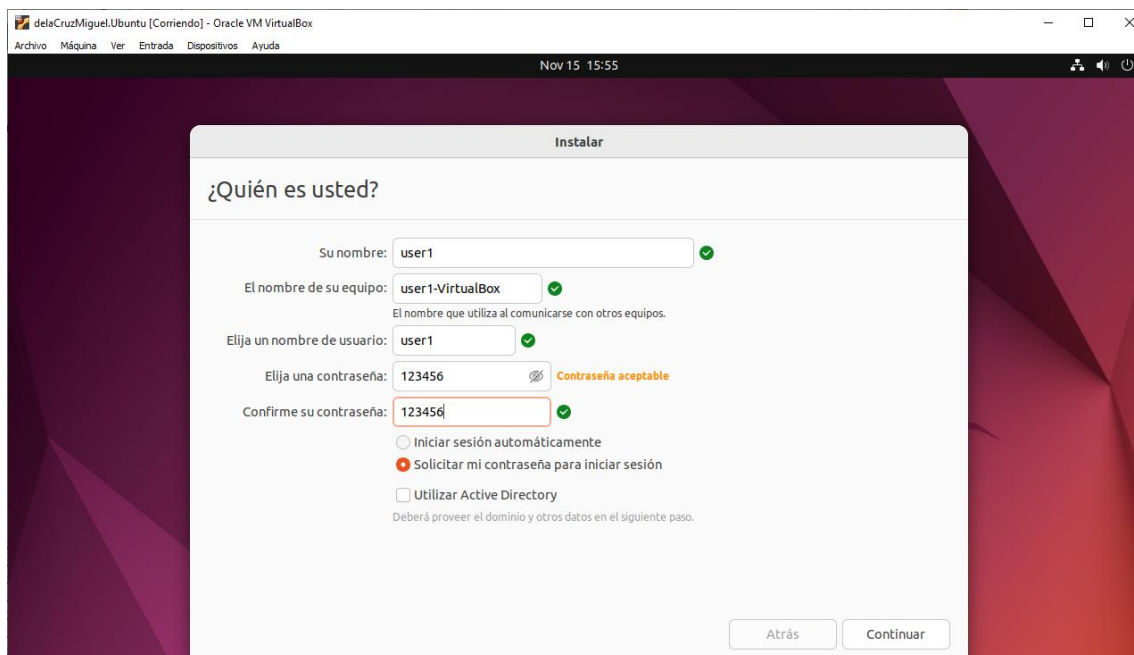 delaCruzMiguel.Ubuntu [Corriendo] - Oracle VM VirtualBox
Archivo Máquina Ver Entrada Dispositivos Ayuda
Nov 15 15:55
Instalar
¿Quién es usted?
Su nombre: user1
El nombre de su equipo: user1-VirtualBox
El nombre que utiliza al comunicarse con otros equipos.
Elija un nombre de usuario: user1
Elija una contraseña: 123456 Contraseña aceptable
Confirme su contraseña: 123456
Iniciar sesión automáticamente
Solicitar mi contraseña para iniciar sesión
Utilizar Active Directory
Deberá proveer el dominio y otros datos en el siguiente paso.
Atrás Continuar